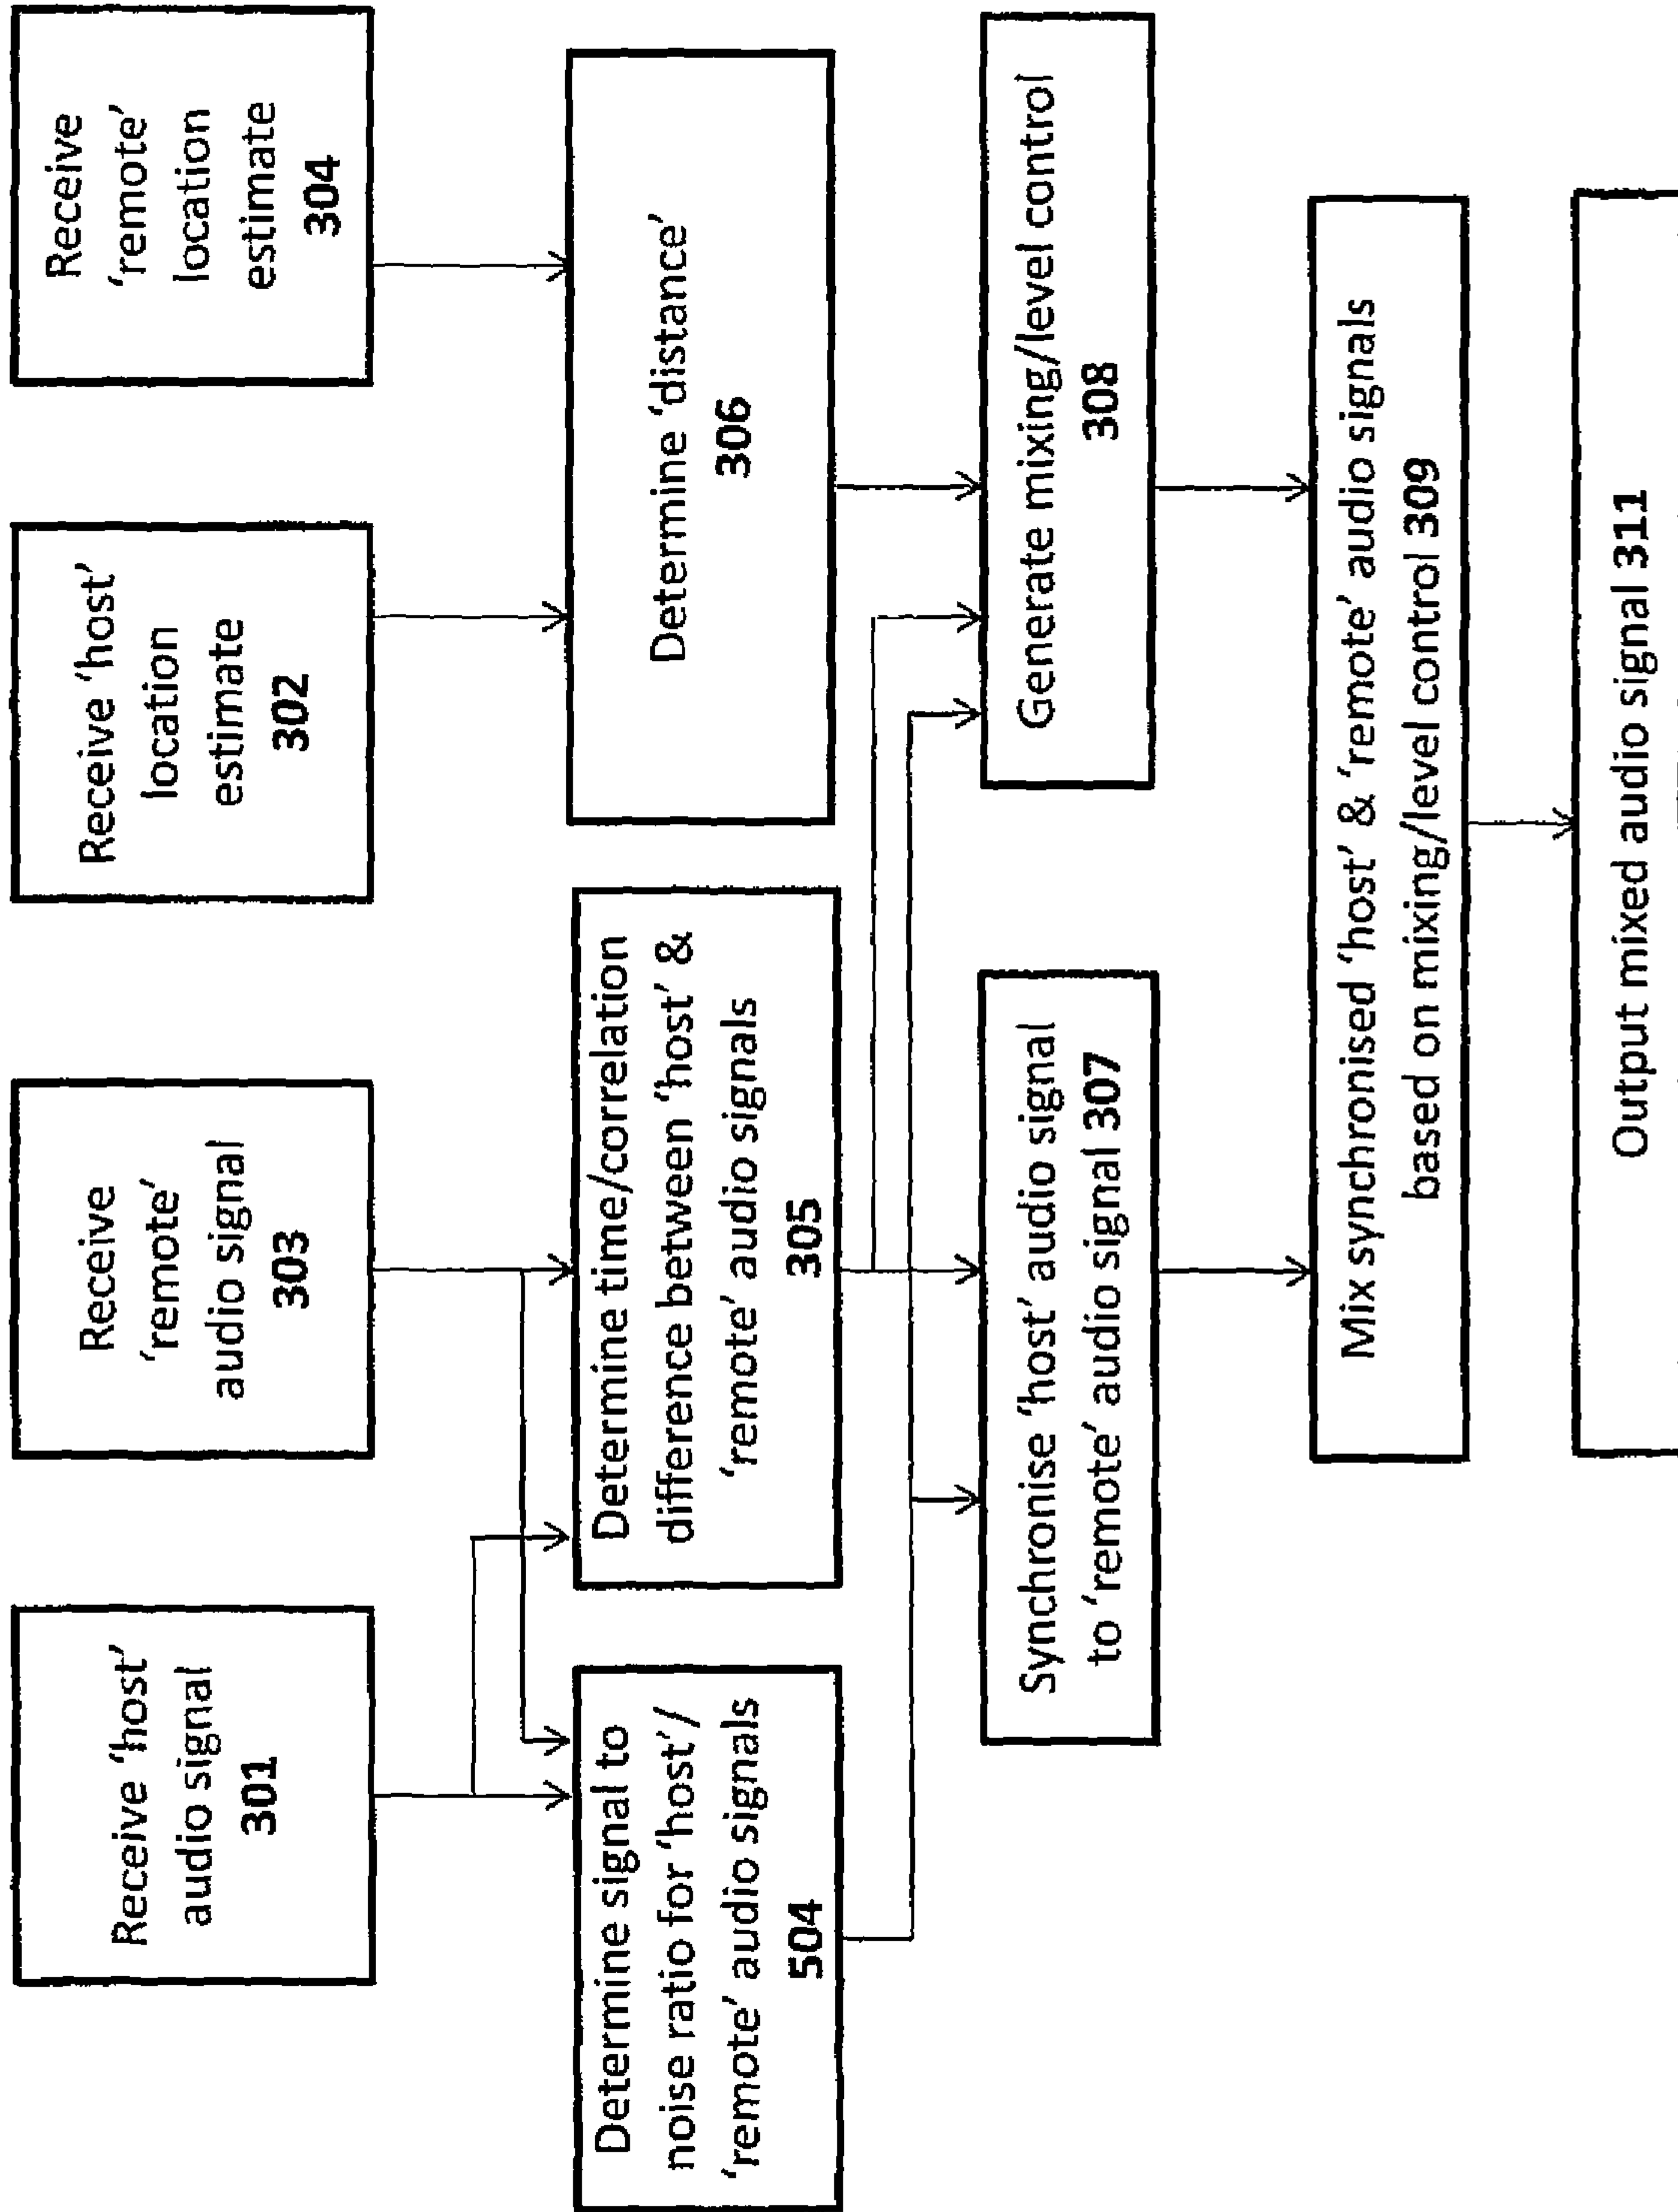 Receive 'host'
audio signal
301
Receive
'remote'
audio signal
303
Receive 'host'
location
estimate
302
Receive
'remote'
location
estimate
304
Determine signal to
noise ratio for 'host'/
'remote' audio signals
504
Determine time/correlation
difference between 'host' &
'remote' audio signals
305
Determine 'distance'
306
Synchronise 'host' audio signal
to 'remote' audio signal 307
Generate mixing/level control
308
Mix synchronised 'host' & 'remote' audio signals
based on mixing/level control 309
Output mixed audio signal 311